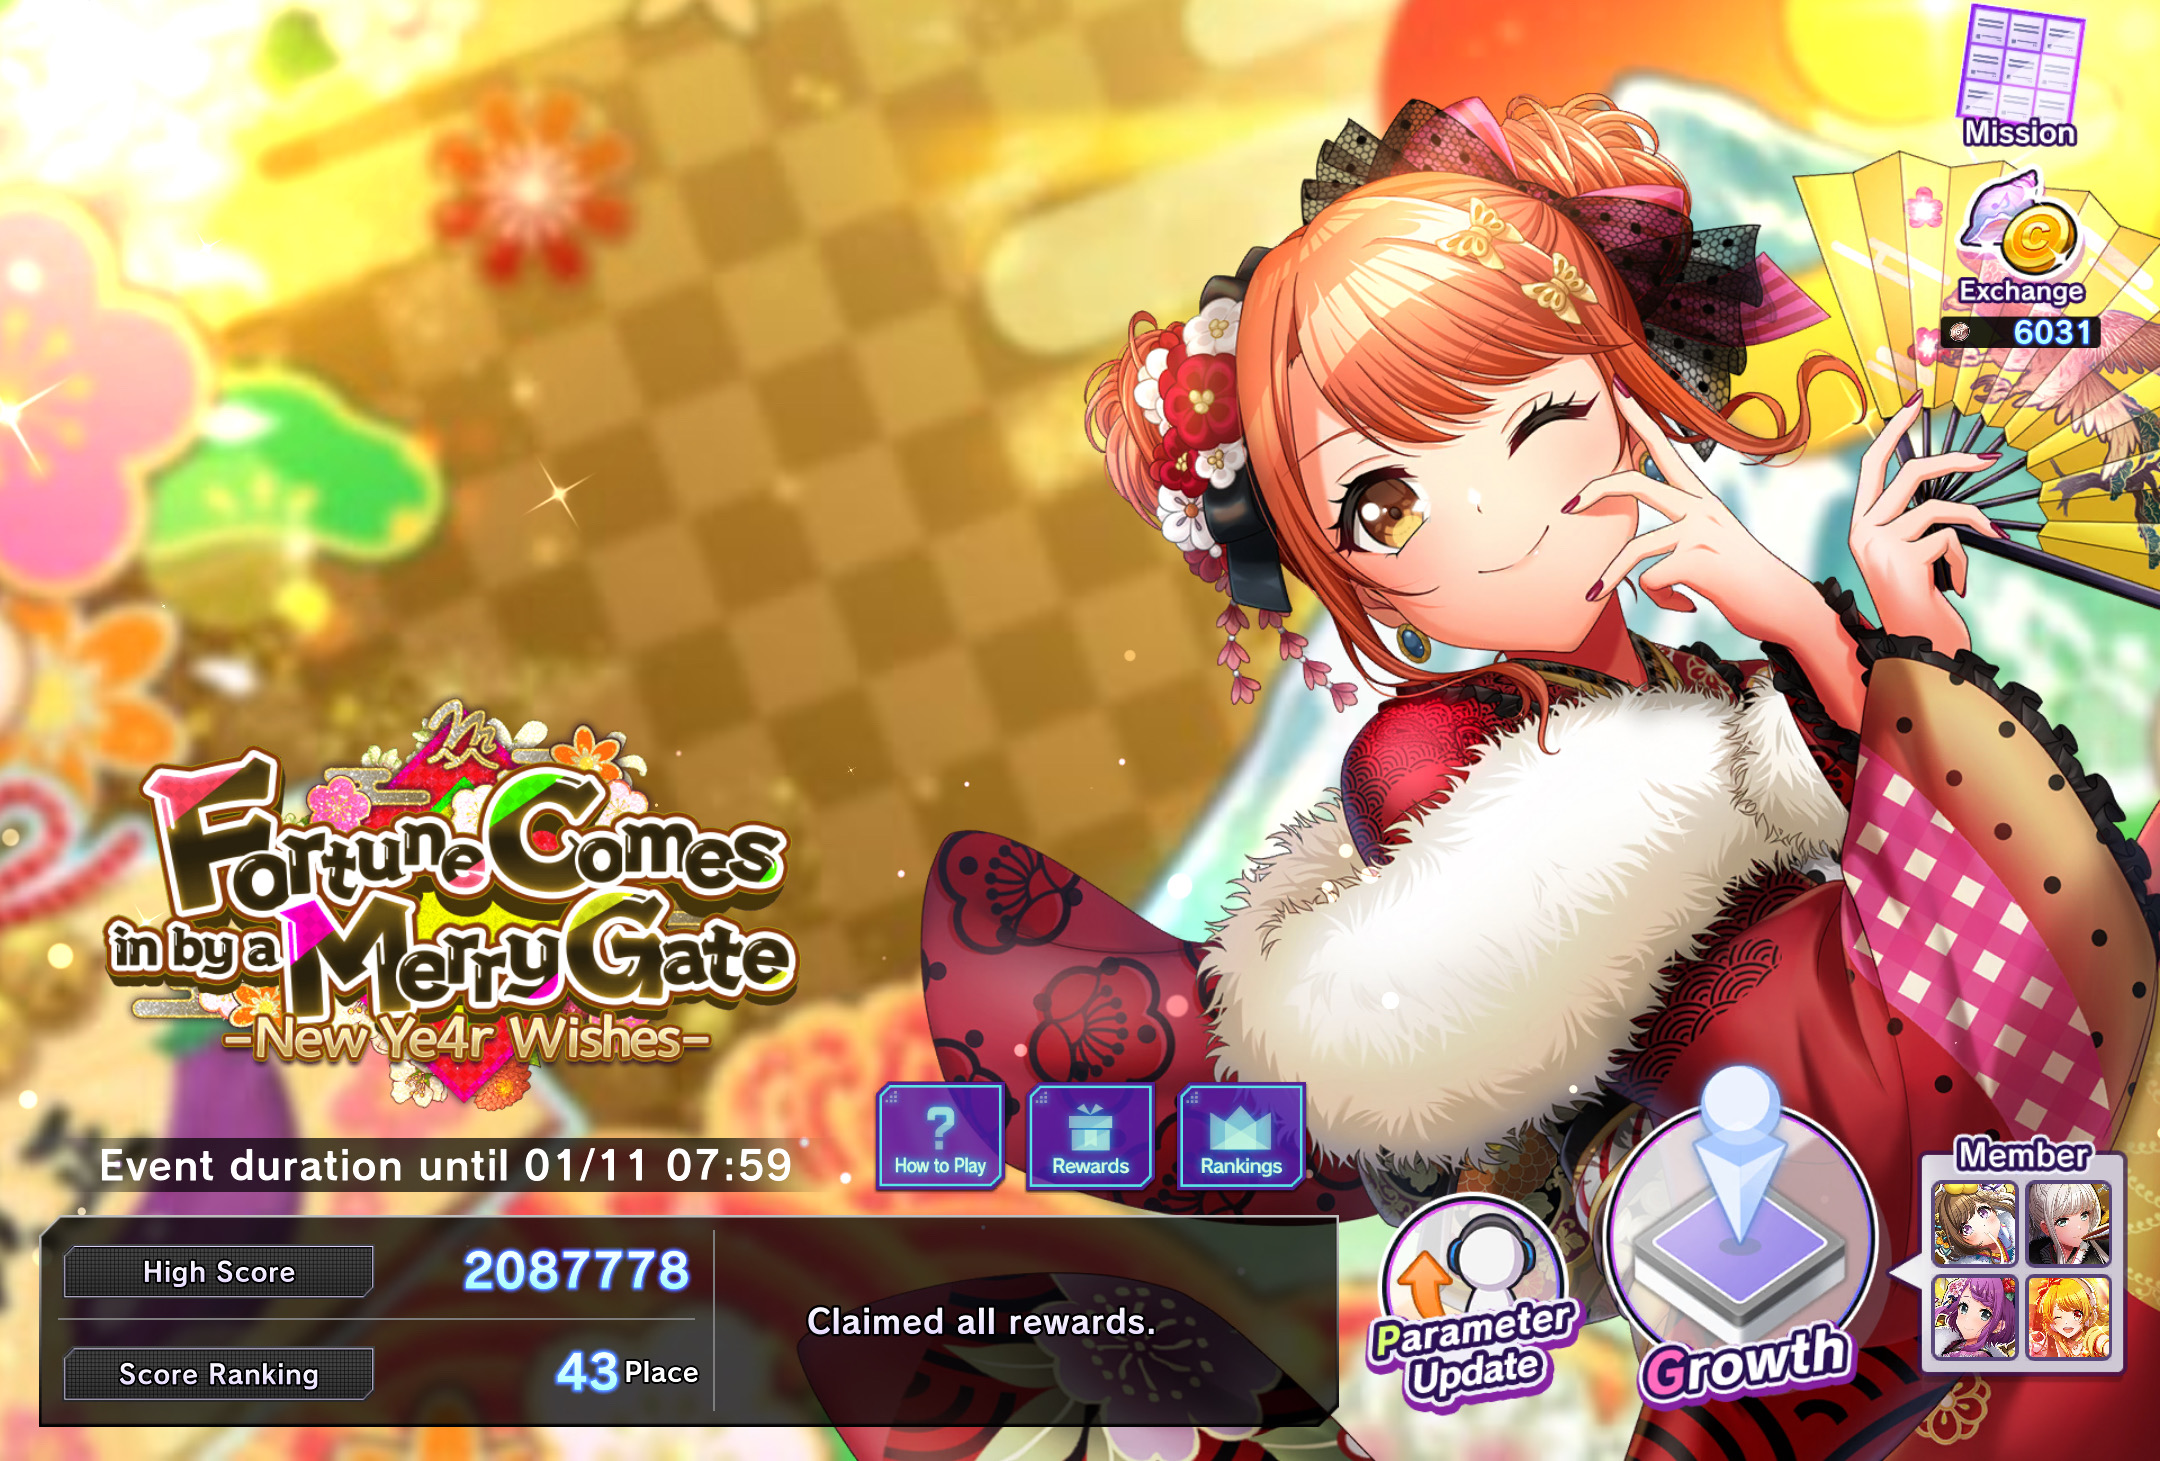 Mission
Exchange
6031
Fortune Comes
in by a Merry Gate
-New Ye4r Wishes-
Event duration until 01/11 07:59
? How to Play
Rewards
Rankings
High Score 2087778
Score Ranking 43 Place
Claimed all rewards.
Parameter
Update
Growth
Member